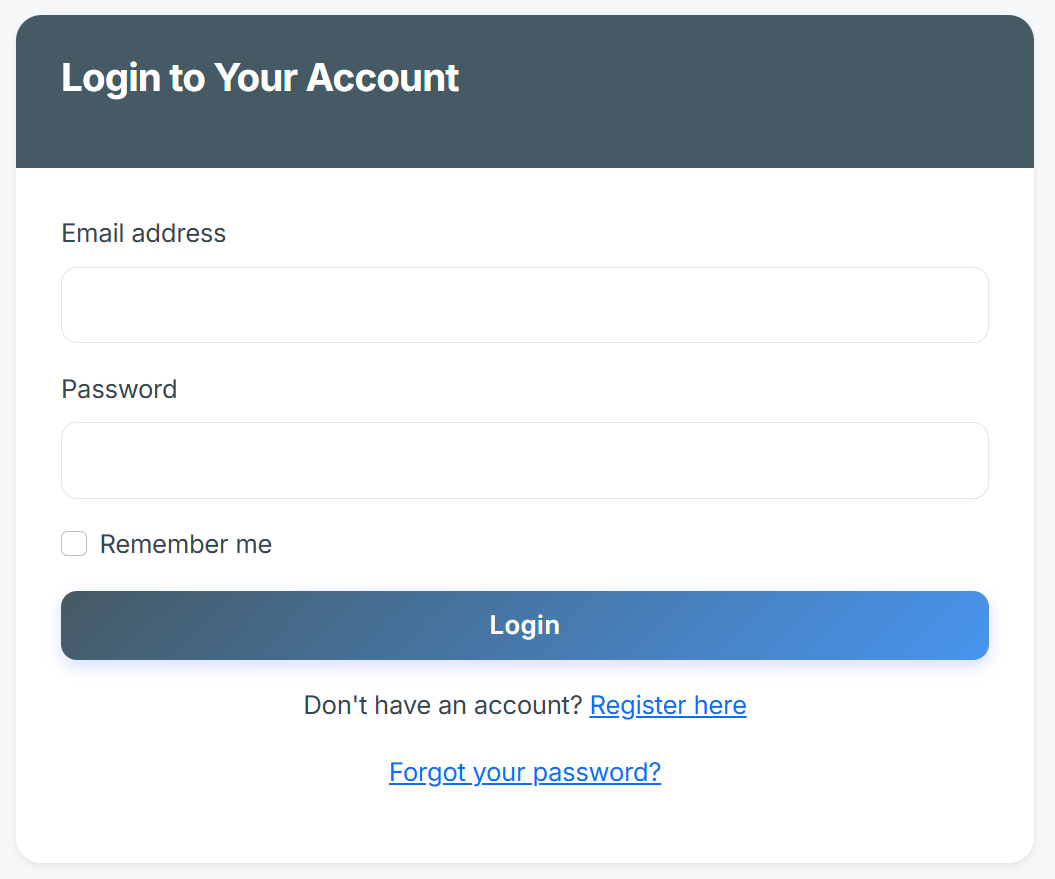 Login to Your Account
Email address
Password
Remember me
Login
Don't have an account? Register here
Forgot your password?